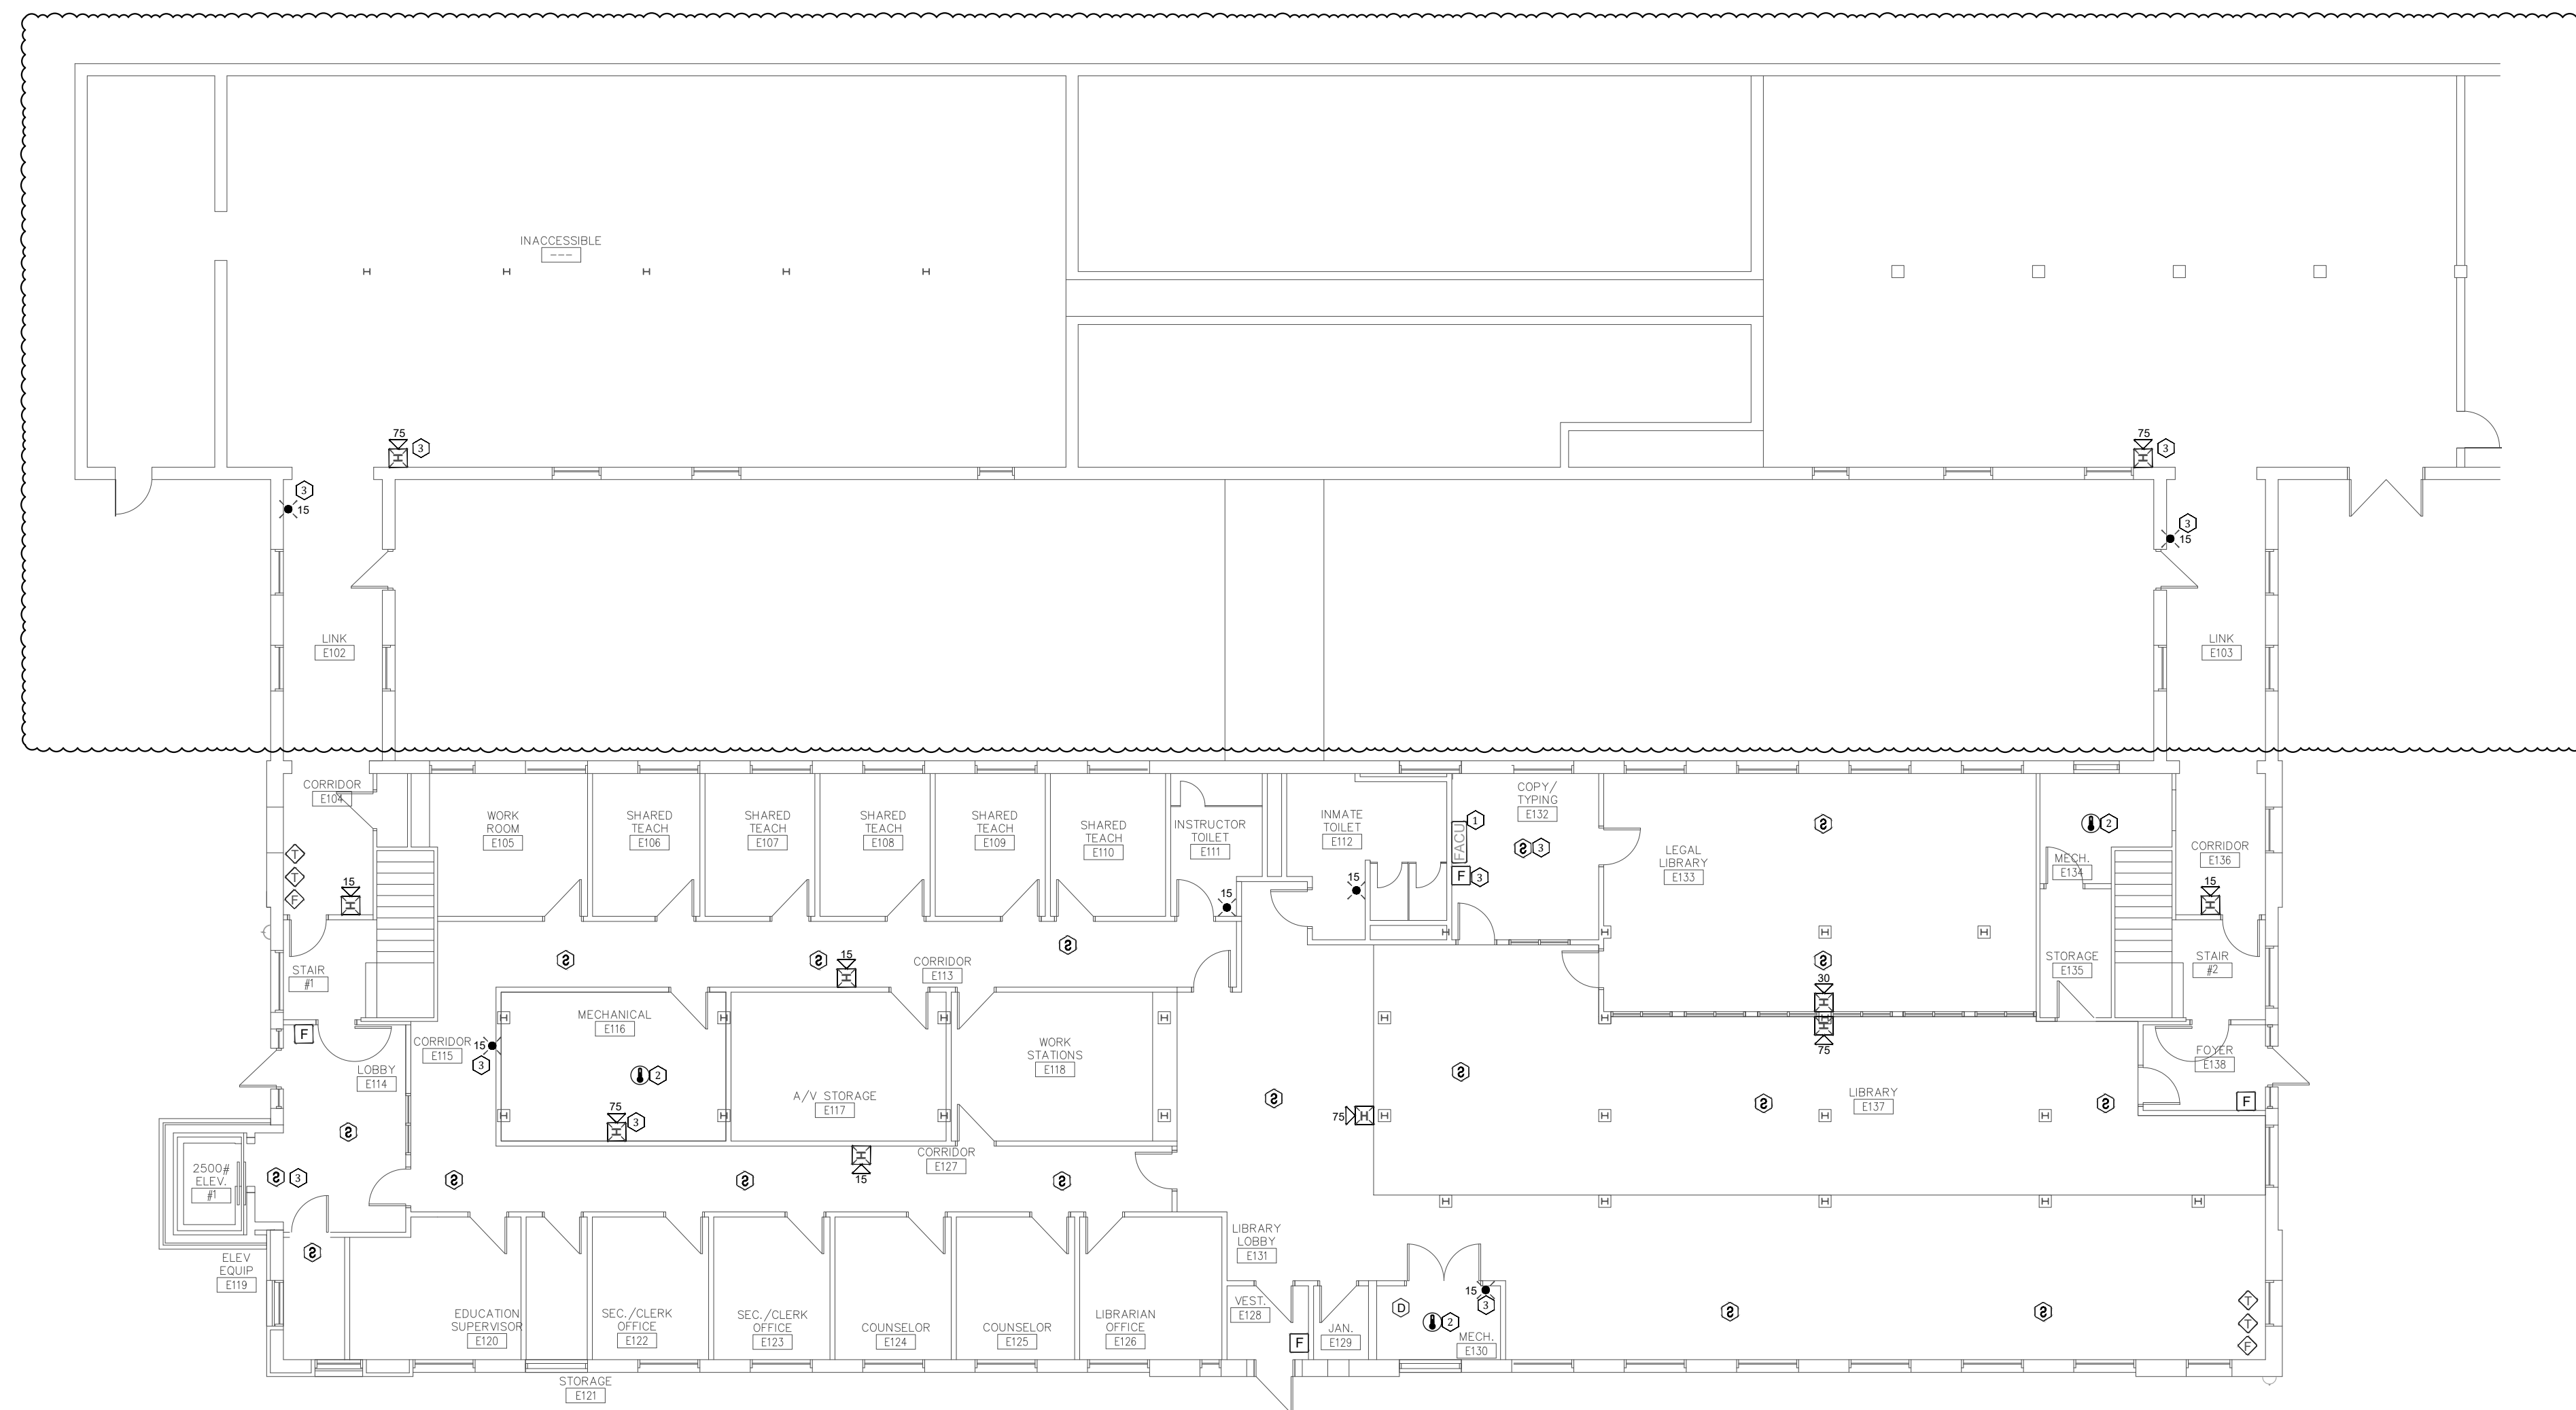 INACCESSIBLE
---
H H H H H
75
H
3
75
H
3
3
15
3
15
LINK
E102
LINK
E103
CORRIDOR
E104
WORK
ROOM
E105
SHARED
TEACH
E106
SHARED
TEACH
E107
SHARED
TEACH
E108
SHARED
TEACH
E109
SHARED
TEACH
E110
INSTRUCTOR
TOILET
E111
INMATE
TOILET
E112
FACU
1
F
3
COPY/
TYPING
E132
S
3
LEGAL
LIBRARY
E133
S
2
MECH.
E134
CORRIDOR
E136
T
T
F
15
H
15
15
15
H
STAIR
#1
S
S
15
H
S
CORRIDOR
E113
H
H
H
H
S
30
H
H
75
STORAGE
E135
STAIR
#2
F
CORRIDOR
E115
15
3
MECHANICAL
E116
H
H
H
H
2
75
H
3
A/V STORAGE
E117
H
H
WORK
STATIONS
E118
H
H
LOBBY
E114
S
S
3
2500#
ELEV.
#1
S
S
15
H
S
CORRIDOR
E127
S
75
H
H
H
H
S
S
LIBRARY
E137
S
H
H
H
FOYER
E138
F
H
H
H
H
H
S
ELEV
EQUIP
E119
EDUCATION
SUPERVISOR
E120
SEC./CLERK
OFFICE
E122
SEC./CLERK
OFFICE
E123
COUNSELOR
E124
COUNSELOR
E125
LIBRARIAN
OFFICE
E126
LIBRARY
LOBBY
E131
VEST.
E128
F
JAN.
E129
D
2
15
3
MECH.
E130
S
S
T
T
F
STORAGE
E121